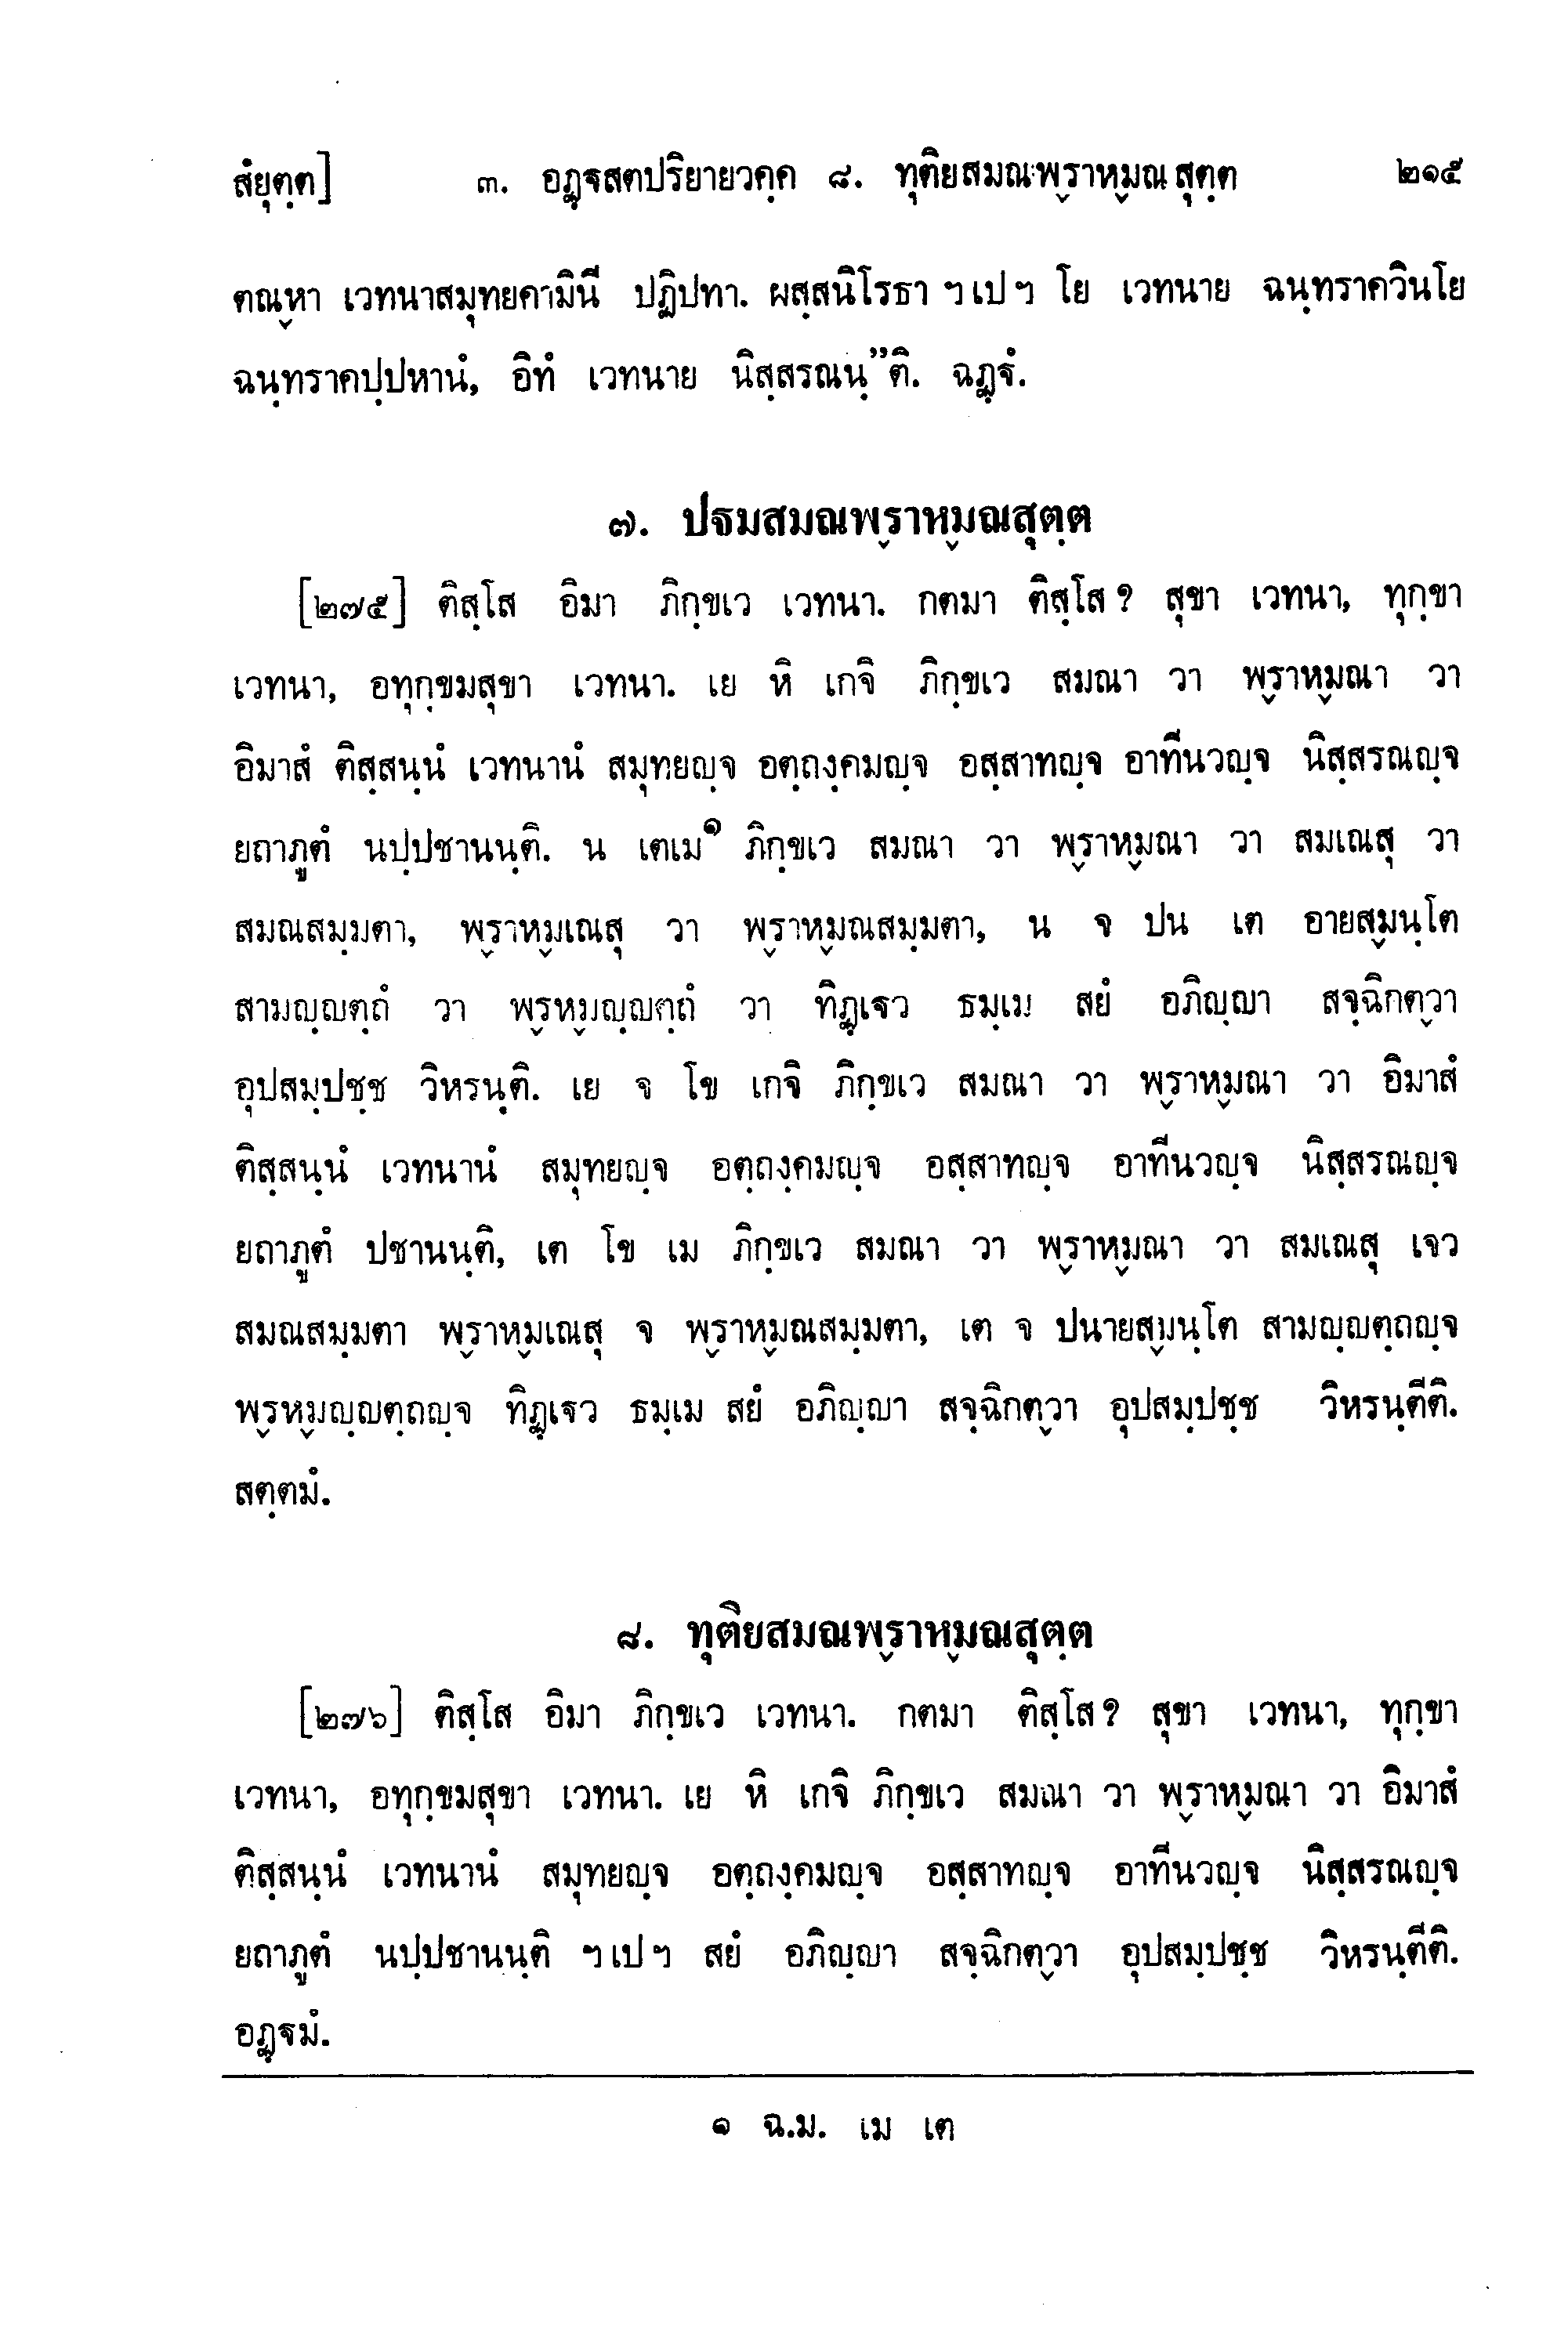 สํยุตฺต] ๓. อฏฺฐสตปริยายวคฺค ๘. ทุติยสมณพฺราหฺมณสุตฺต ๒๑๕
ตณฺหา เวทนาสมุทยคามินี ปฏิปทา. ผสฺสนิโรธา ฯเปฯ โย เวทนาย ฉนฺทราควินโย
ฉนฺทราคปฺปหานํ, อิทํ เวทนาย นิสฺสรณนฺ”ติ. ฉฏฺฐํ.
๗. ปฐมสมณพฺราหฺมณสุตฺต
[๒๗๕] ติสฺโส อิมา ภิกฺขเว เวทนา. กตมา ติสฺโส? สุขา เวทนา, ทุกฺขา
เวทนา, อทุกฺขมสุขา เวทนา. เย หิ เกจิ ภิกฺขเว สมณา วา พฺราหฺมณา วา
อิมาสํ ติสฺสนฺนํ เวทนานํ สมุทยญฺจ อตฺถงฺคมญฺจ อสฺสาทญฺจ อาทีนวญฺจ นิสฺสรณญฺจ
ยถาภูตํ นปฺปชานนฺติ. น เตเม๑ ภิกฺขเว สมณา วา พฺราหฺมณา วา สมเณสุ วา
สมณสมฺมตา, พฺราหฺมเณสุ วา พฺราหฺมณสมฺมตา, น จ ปน เต อายสฺมนฺโต
สามญฺญตฺถํ วา พฺรหฺมญฺญตฺถํ วา ทิฏฺเฐว ธมฺเม สยํ อภิญฺญา สจฺฉิกตฺวา
อุปสมฺปชฺช วิหรนฺติ. เย จ โข เกจิ ภิกฺขเว สมณา วา พฺราหฺมณา วา อิมาสํ
ติสฺสนฺนํ เวทนานํ สมุทยญฺจ อตฺถงฺคมญฺจ อสฺสาทญฺจ อาทีนวญฺจ นิสฺสรณญฺจ
ยถาภูตํ ปชานนฺติ, เต โข เม ภิกฺขเว สมณา วา พฺราหฺมณา วา สมเณสุ เจว
สมณสมฺมตา พฺราหฺมเณสุ จ พฺราหฺมณสมฺมตา, เต จ ปนายสฺมนฺโต สามญฺญตฺถญฺจ
พฺรหฺมญฺญตฺถญฺจ ทิฏฺเฐว ธมฺเม สยํ อภิญฺญา สจฺฉิกตฺวา อุปสมฺปชฺช วิหรนฺตีติ.
สตฺตมํ.
๘. ทุติยสมณพฺราหฺมณสุตฺต
[๒๗๖] ติสฺโส อิมา ภิกฺขเว เวทนา. กตมา ติสฺโส? สุขา เวทนา, ทุกฺขา
เวทนา, อทุกฺขมสุขา เวทนา. เย หิ เกจิ ภิกฺขเว สมณา วา พฺราหฺมณา วา อิมาสํ
ติสฺสนฺนํ เวทนานํ สมุทยญฺจ อตฺถงฺคมญฺจ อสฺสาทญฺจ อาทีนวญฺจ นิสฺสรณญฺจ
ยถาภูตํ นปฺปชานนฺติ ฯเปฯ สยํ อภิญฺญา สจฺฉิกตฺวา อุปสมฺปชฺช วิหรนฺตีติ.
อฏฺฐมํ.
๑ ฉ.ม. เม เต